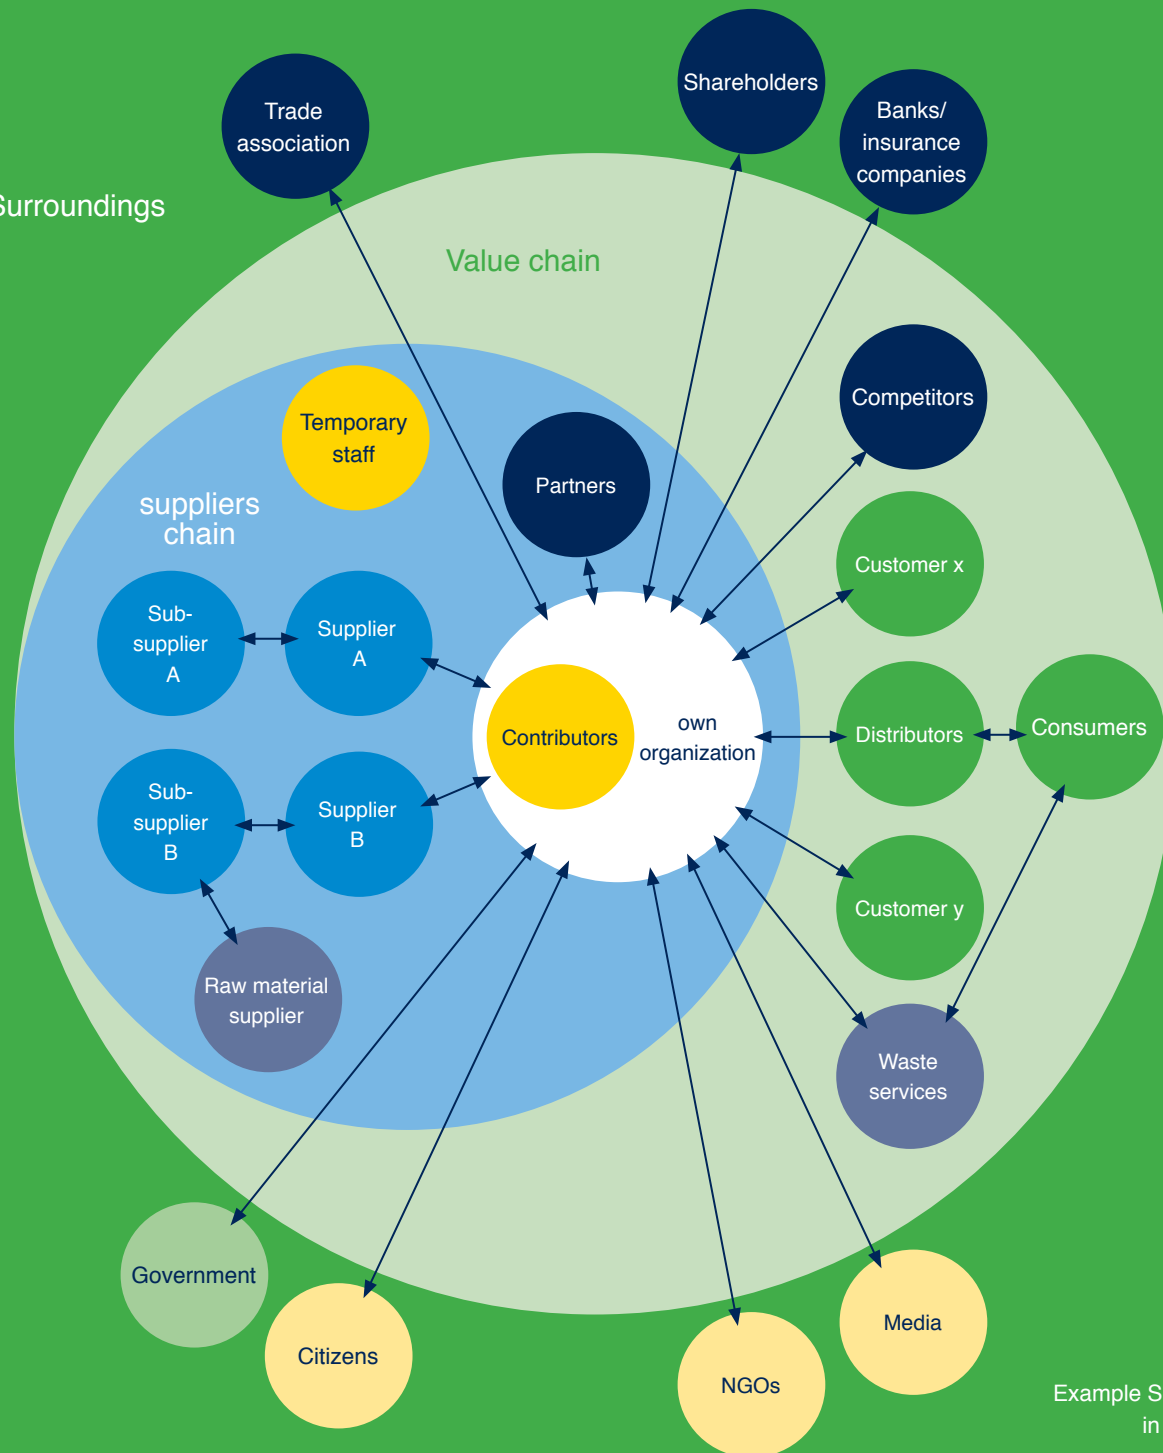 Shareholders
Trade
association
Banks/
insurance
companies
Surroundings
Value chain
Competitors
Temporary
staff
Partners
suppliers
chain
Customer x
Sub-
supplier
A
Supplier
A
Contributors
own
organization
Distributors
Consumers
Sub-
supplier
B
Supplier
B
Customer y
Raw material
supplier
Waste
services
Government
Citizens
Media
NGOs
Example
in